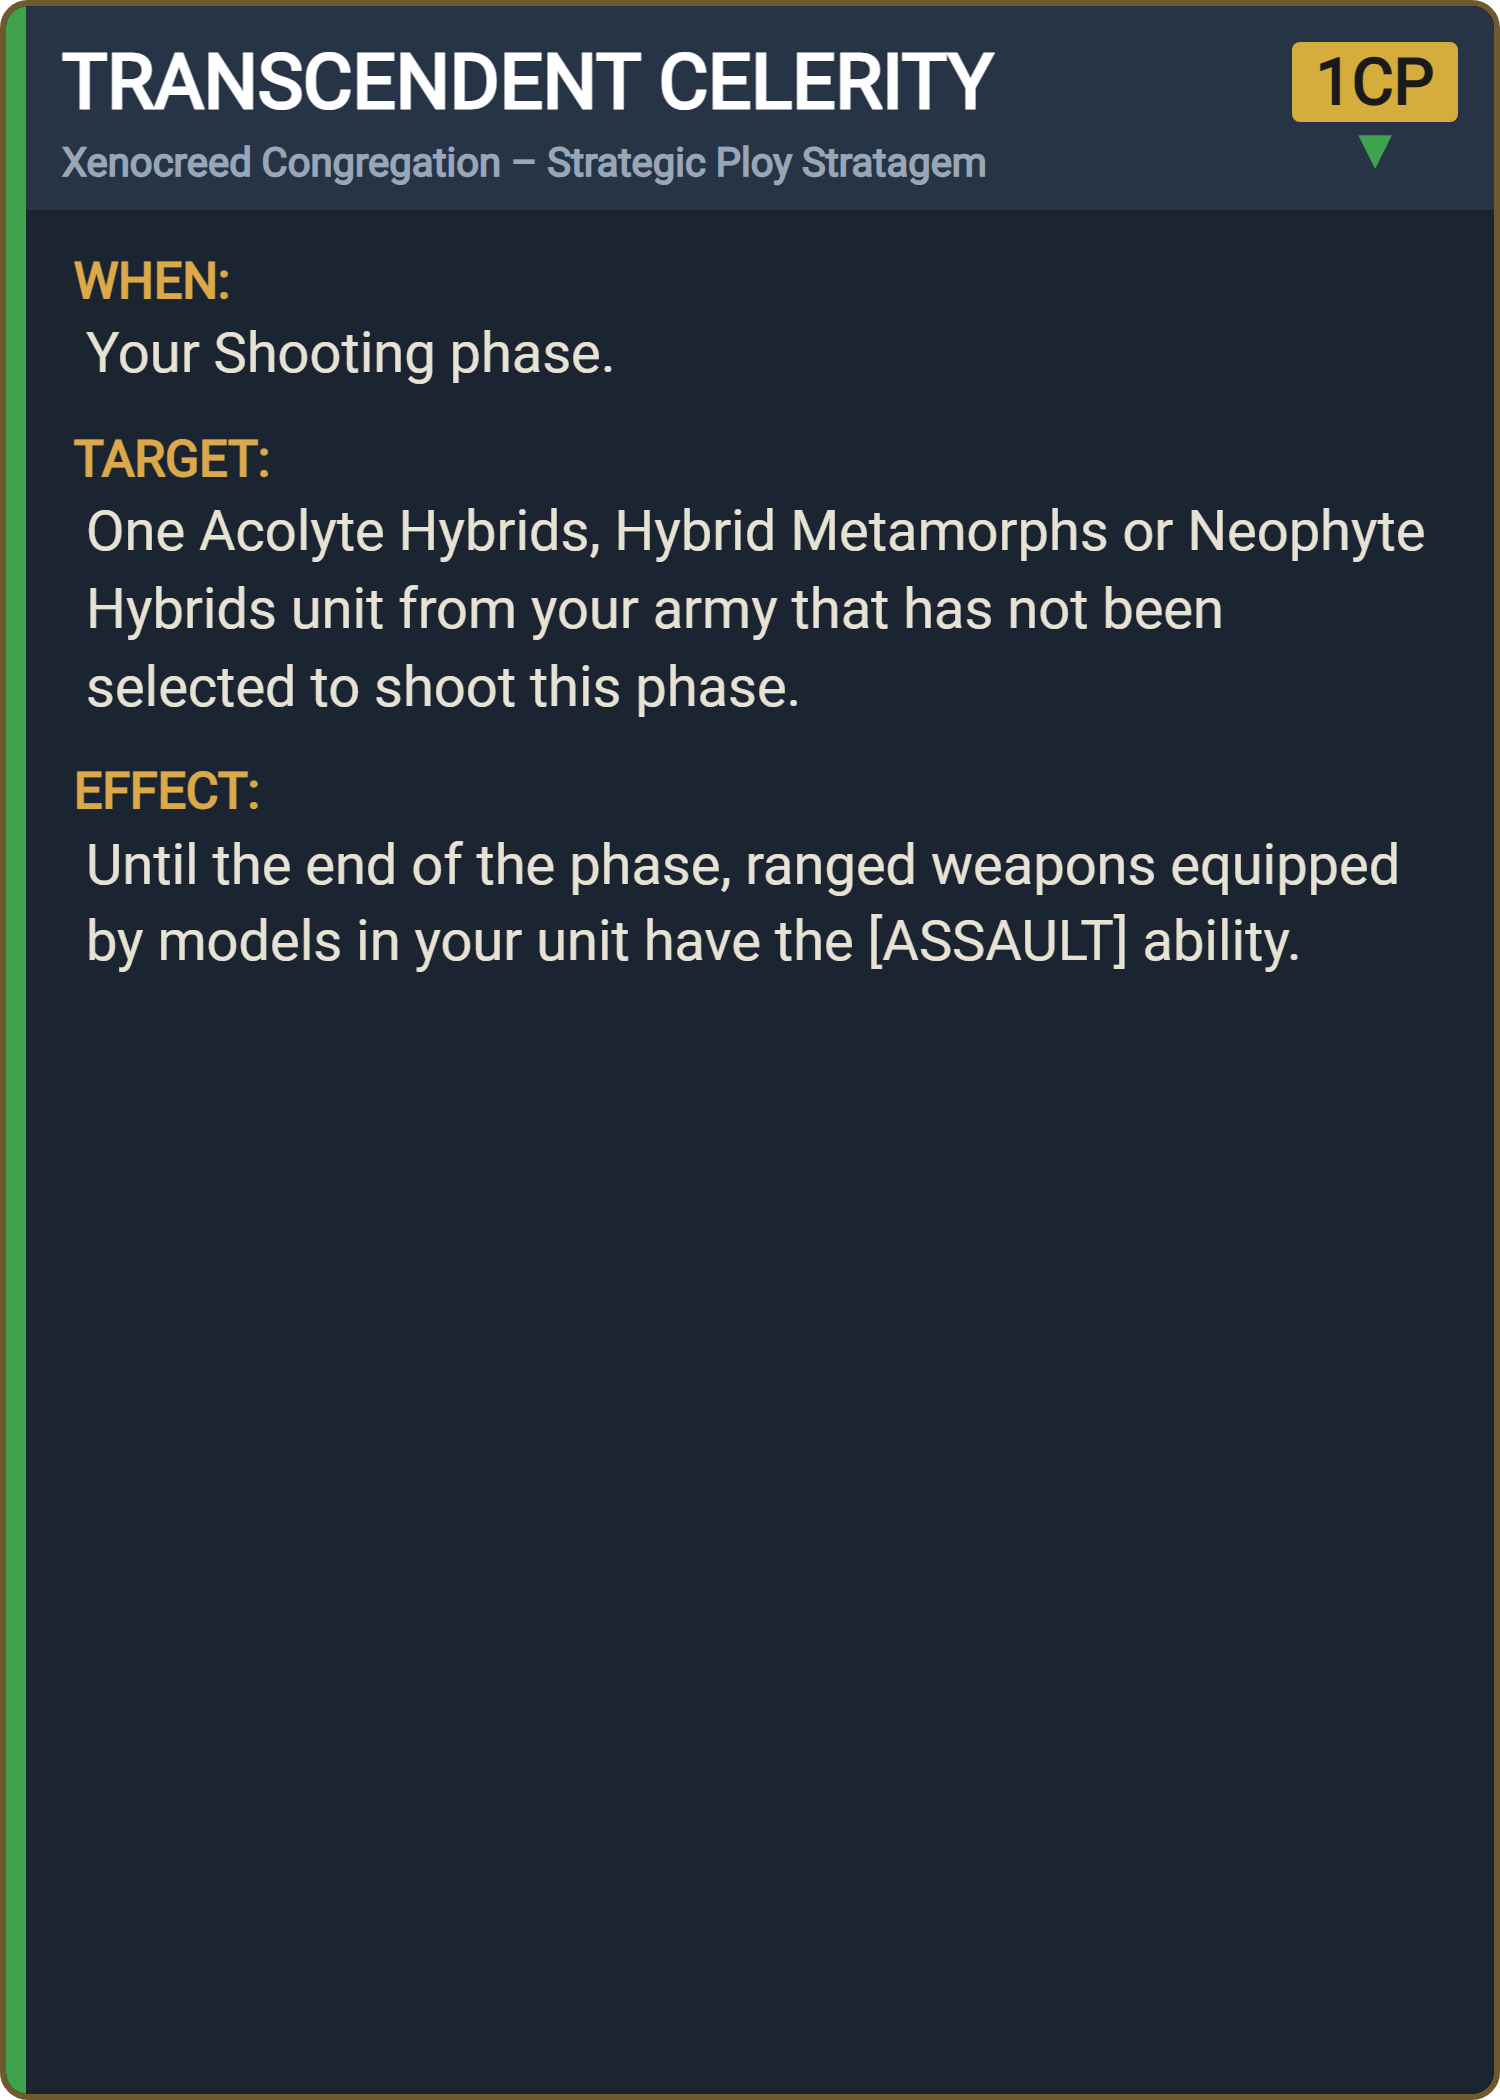 TRANSCENDENT CELERITY
1CP
Xenocreed Congregation – Strategic Ploy Stratagem
WHEN:
Your Shooting phase.
TARGET:
One Acolyte Hybrids, Hybrid Metamorphs or Neophyte
Hybrids unit from your army that has not been
selected to shoot this phase.
EFFECT:
Until the end of the phase, ranged weapons equipped
by models in your unit have the [ASSAULT] ability.